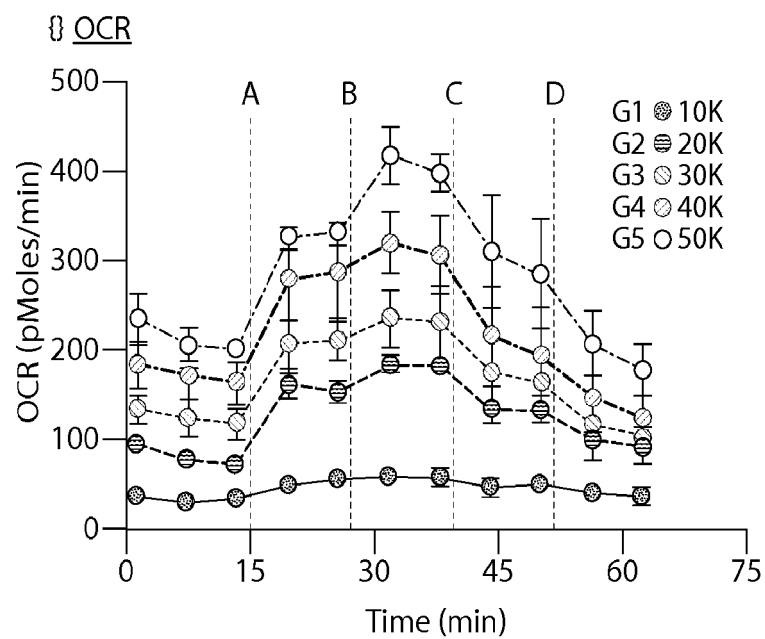 {} OCR
500
400
300
200
100
0
OCR (pMoles/min)
A B C D
G1 10K
G2 20K
G3 30K
G4 40K
G5 50K
0 15 30 45 60 75
Time (min)